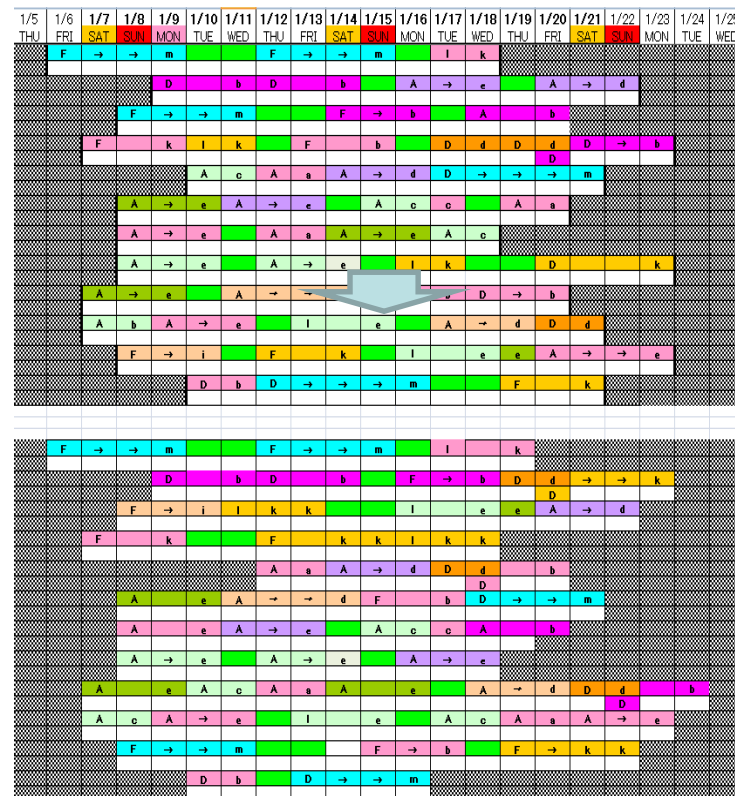 1/5 1/6 1/7 1/8 1/9 1/10 1/11 1/12 1/13 1/14 1/15 1/16 1/17 1/18 1/19 1/20 1/21 1/22 1/23 1/24 1/25
THU FRI SAT SUN MON TUE WED THU FRI SAT SUN MON TUE WED THU FRI SAT SUN MON TUE WED
F → → m F → → m I k
D b D b A → e A → d
F → → m F → b A b
F k I k F b D d D d D → b
D
A c A a A → d D → → → m
A → e A → e A c c A a
A → e A a A → e A c
A → e A → e I k D k
A → e A → D → b
A b A → e I e A → d D d
F → i F k I e e A → → e
D b D → → → m F k
F → → m F → → m I k
D b D b F → b D d → → k
D
F → i I k k I e e A → d
F k F k k I k k
A a A → d D d b
D
A e A → → d F b D → → m
A e A → e A c c A b
A → e A → e A → e
A e A c A a A e A → d D d b
D
A c A → e I e A c A a A → e
F → → m F → b F → k k
D b D → → m